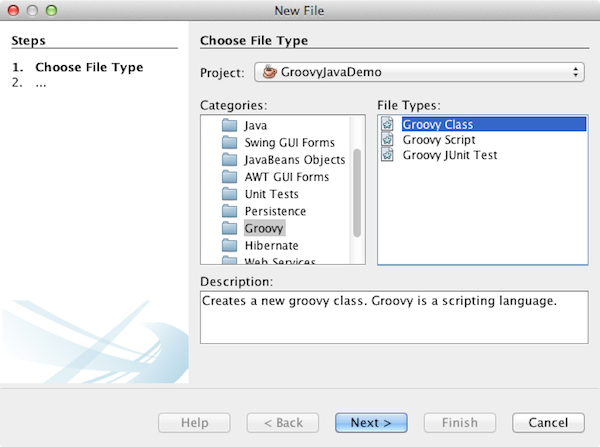 New File
Steps
1. Choose File Type
2. ...
Choose File Type
Project: GroovyJavaDemo
Categories:
Java
Swing GUI Forms
JavaBeans Objects
AWT GUI Forms
Unit Tests
Persistence
Groovy
Hibernate
Web Services
File Types:
Groovy Class
Groovy Script
Groovy JUnit Test
Description:
Creates a new groovy class. Groovy is a scripting language.
Help
< Back
Next >
Finish
Cancel